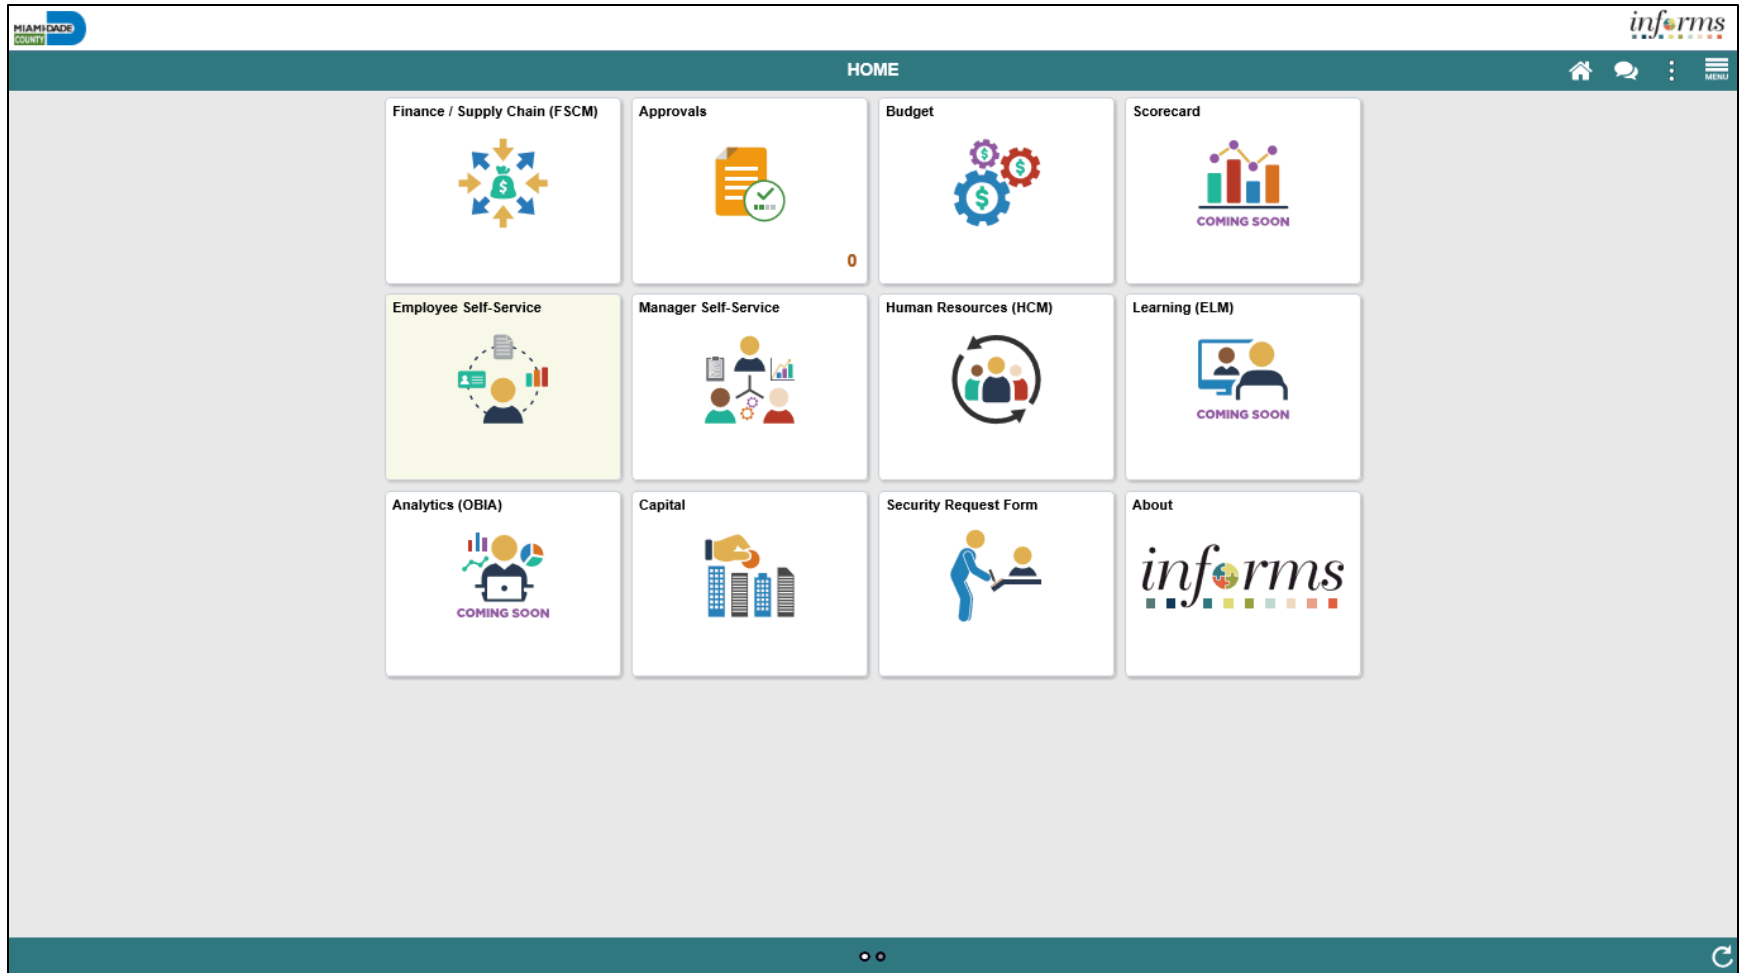 MIAMI-DADE
COUNTY
informs
HOME
MENU
Finance / Supply Chain (FSCM)
Approvals
Budget
Scorecard
$
$
$
$
COMING SOON
0
Employee Self-Service
Manager Self-Service
Human Resources (HCM)
Learning (ELM)
COMING SOON
Analytics (OBIA)
Capital
Security Request Form
About
informs
COMING SOON